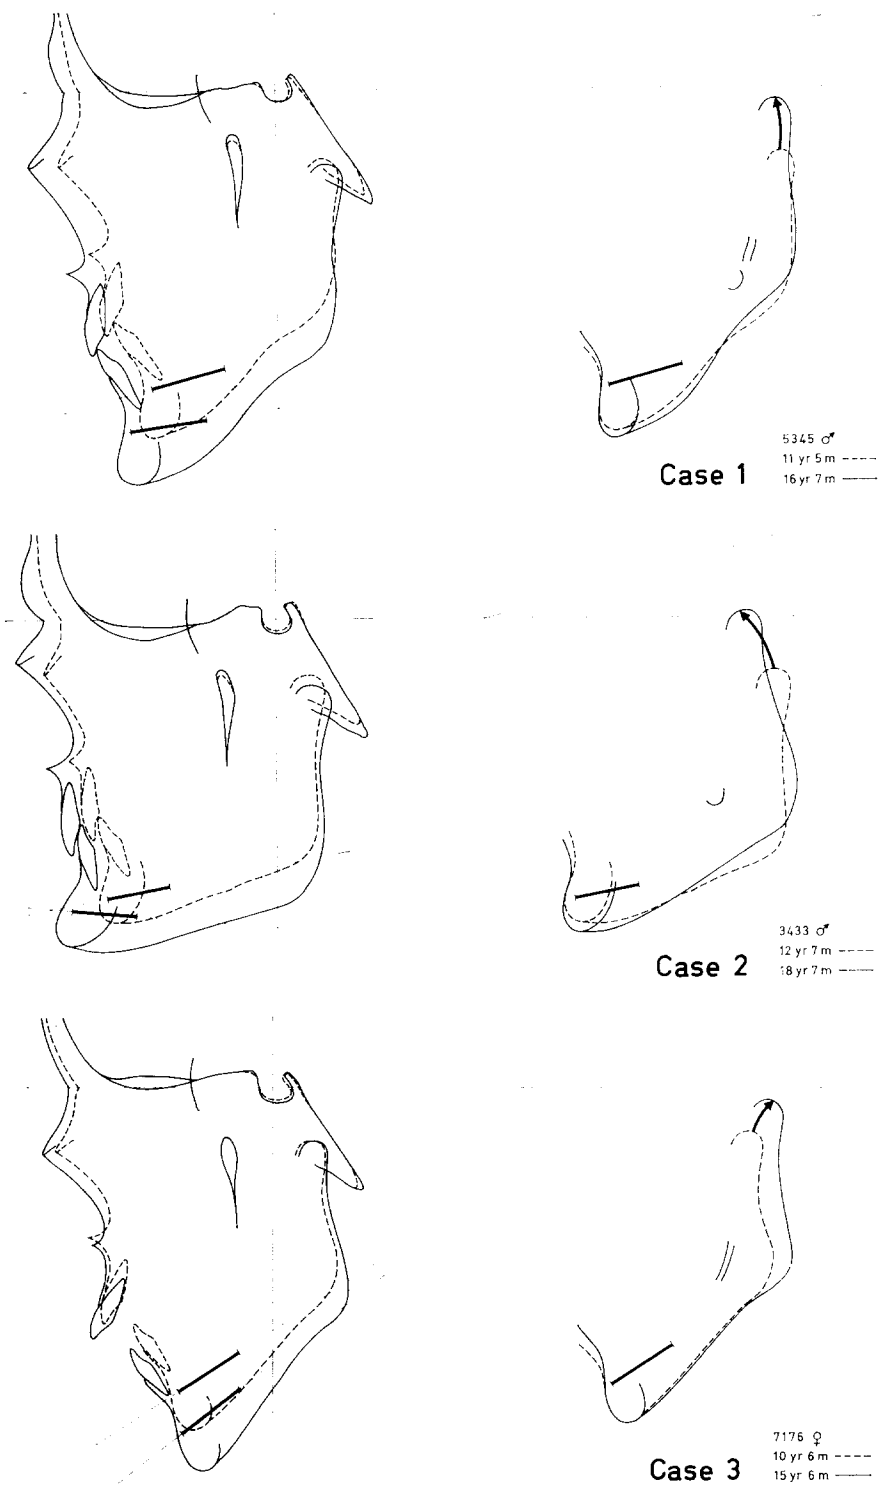 5345 ♂
11 yr 5 m ----
16 yr 7 m ——
Case 1
3433 ♂
12 yr 7 m ----
18 yr 7 m ——
Case 2
7176 ♀
10 yr 6 m ----
15 yr 6 m ——
Case 3